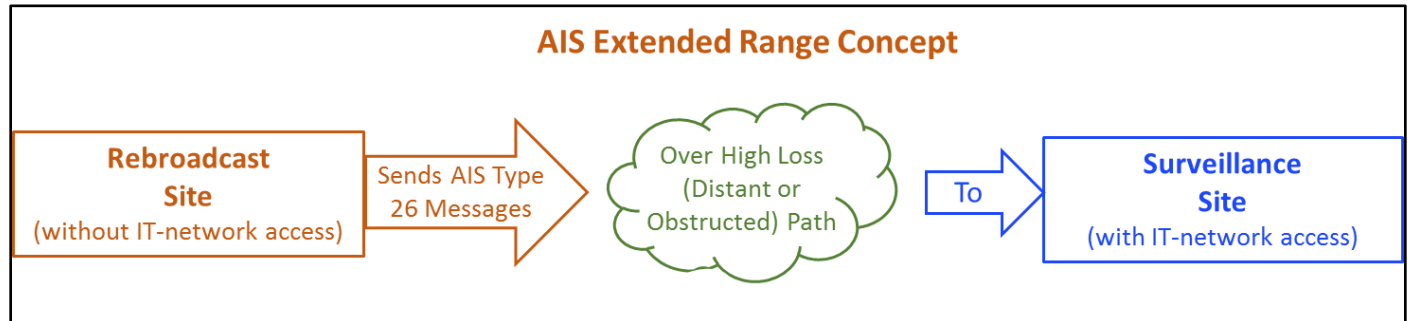 AIS Extended Range Concept
Rebroadcast
Site
(without IT-network access)
Sends AIS Type
26 Messages
Over High Loss
(Distant or
Obstructed) Path
To
Surveillance
Site
(with IT-network access)